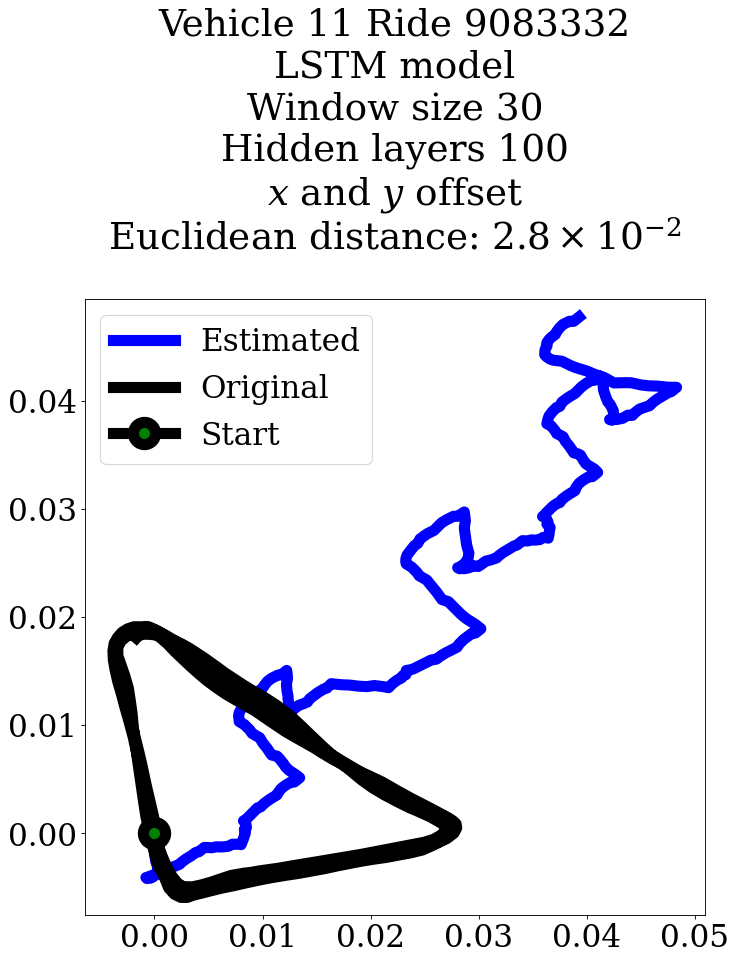 Vehicle 11 Ride 9083332
LSTM model
Window size 30
Hidden layers 100
x and y offset
Euclidean distance: 2.8 × 10⁻²
Estimated
Original
Start
0.04
0.03
0.02
0.01
0.00
0.00 0.01 0.02 0.03 0.04 0.05